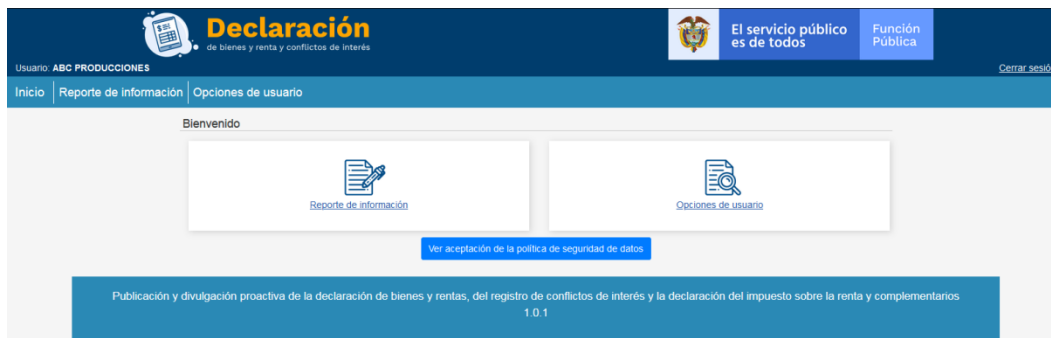 Declaración
de bienes y renta y conflictos de interés
El servicio público
es de todos
Función
Pública
Usuario: ABC PRODUCCIONES
Cerrar sesió
Inicio
Reporte de información
Opciones de usuario
Bienvenido
Reporte de información
Opciones de usuario
Ver aceptación de la política de seguridad de datos
Publicación y divulgación proactiva de la declaración de bienes y rentas, del registro de conflictos de interés y la declaración del impuesto sobre la renta y complementarios
1.0.1